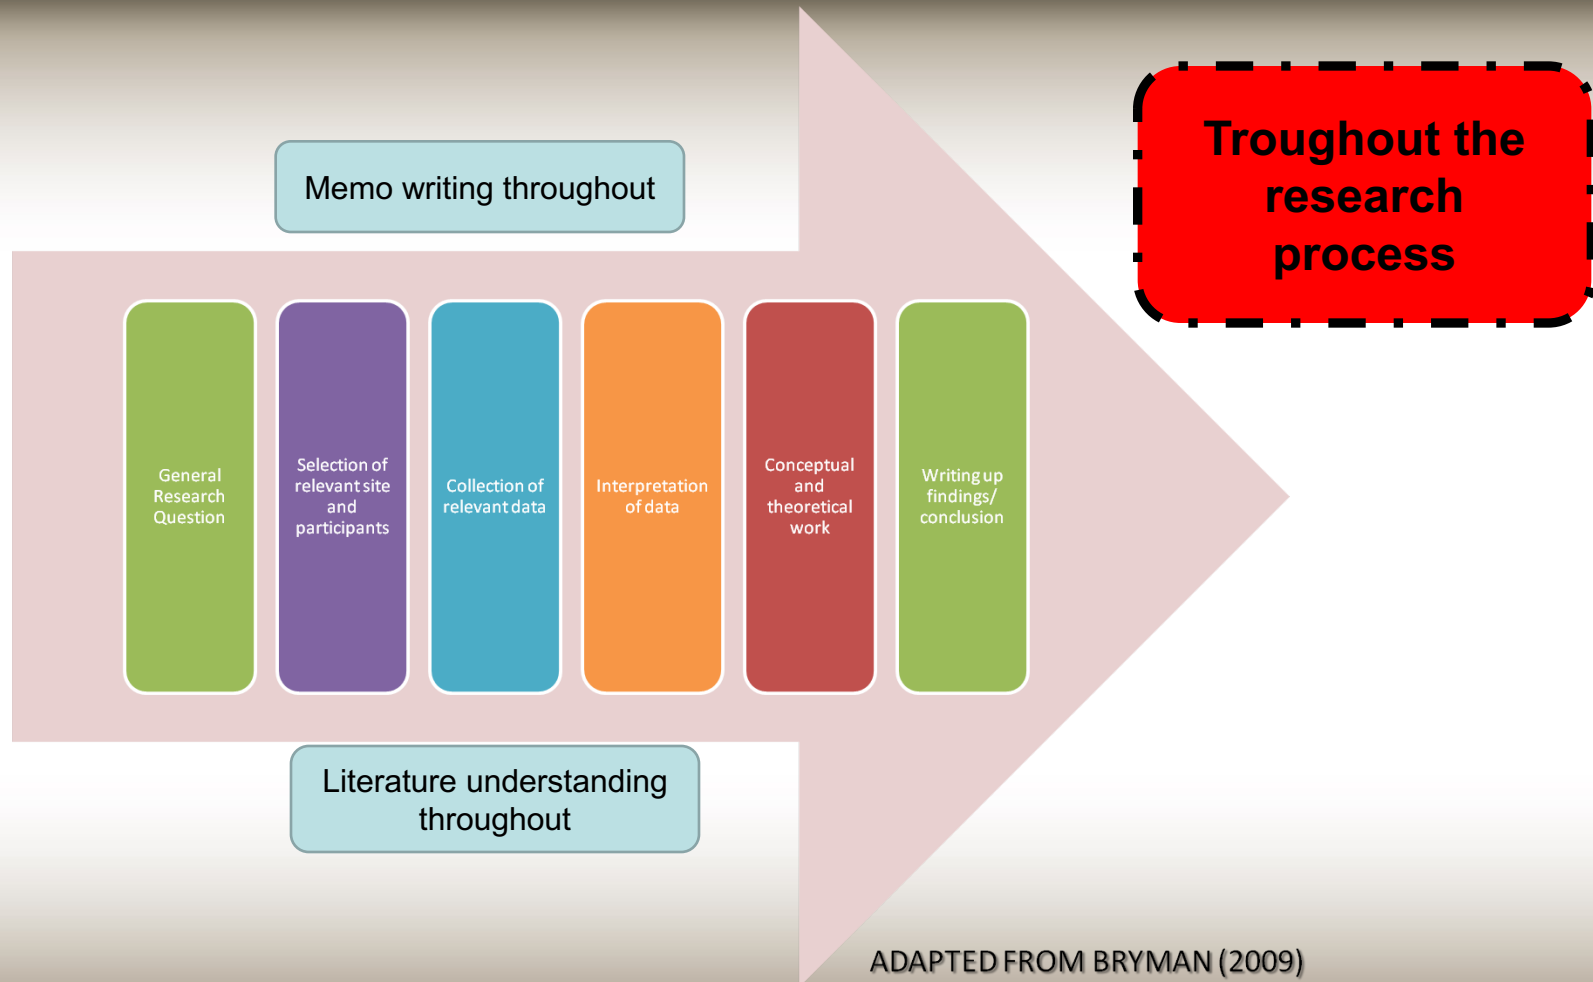 Troughout the
research
process
Memo writing throughout
General
Research
Question
Selection of
relevant site
and
participants
Collection of
relevant data
Interpretation
of data
Conceptual
and
theoretical
work
Writing up
findings/
conclusion
Literature understanding
throughout
ADAPTED FROM BRYMAN (2009)